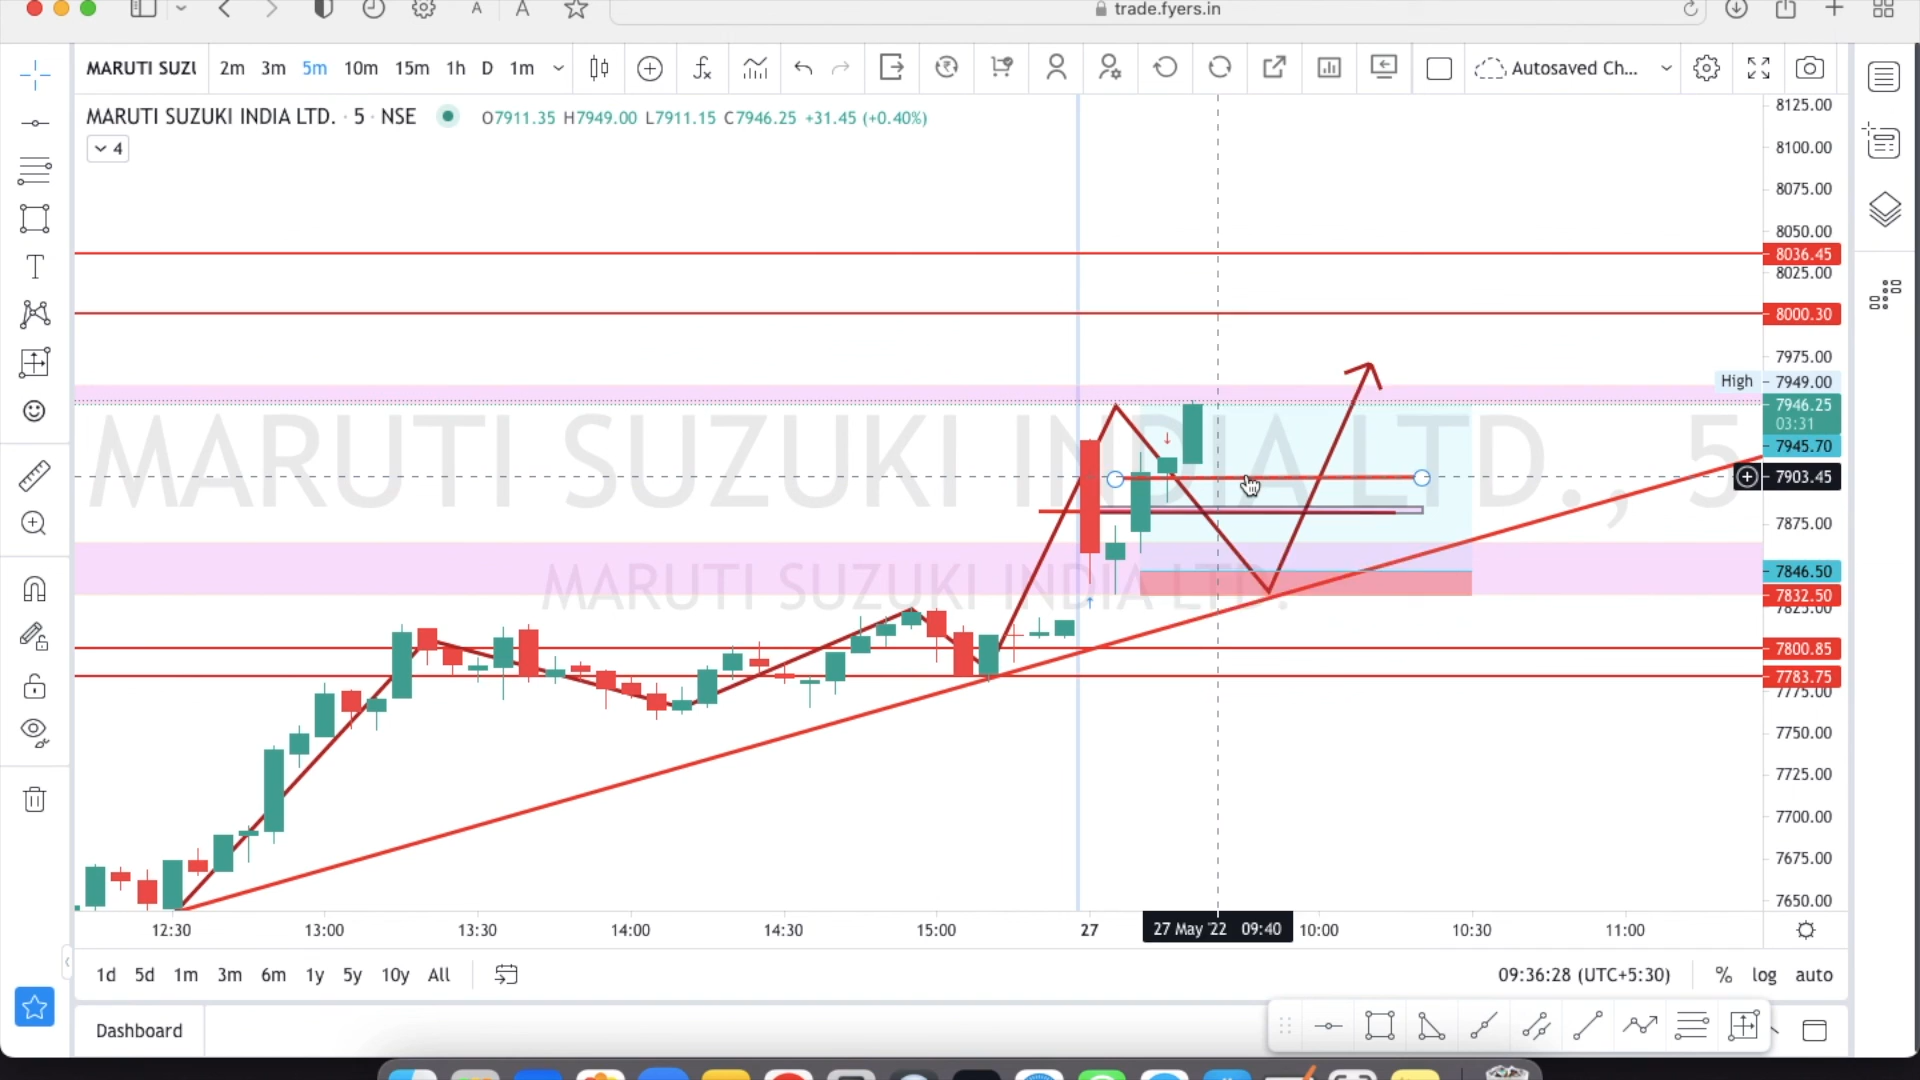 trade.fyers.in
A A
MARUTI SUZU 2m 3m 5m 10m 15m 1h D 1m Autosaved Ch...
MARUTI SUZUKI INDIA LTD. · 5 · NSE O7911.35 H7949.00 L7911.15 C7946.25 +31.45 (+0.40%)
4
8125.00
8100.00
8075.00
8050.00
8036.45
8025.00
8000.30
7975.00
High 7949.00
7946.25
03:31
7945.70
MARUTI SUZUKI INDIA LTD., 5
7903.45
7875.00
7846.50
MARUTI SUZUKI INDIA LTD.
7832.50
7825.00
7800.85
7783.75
7775.00
7750.00
7725.00
7700.00
7675.00
7650.00
12:30 13:00 13:30 14:00 14:30 15:00 27 27 May '22 09:40 10:00 10:30 11:00
1d 5d 1m 3m 6m 1y 5y 10y All 09:36:28 (UTC+5:30) % log auto
Dashboard